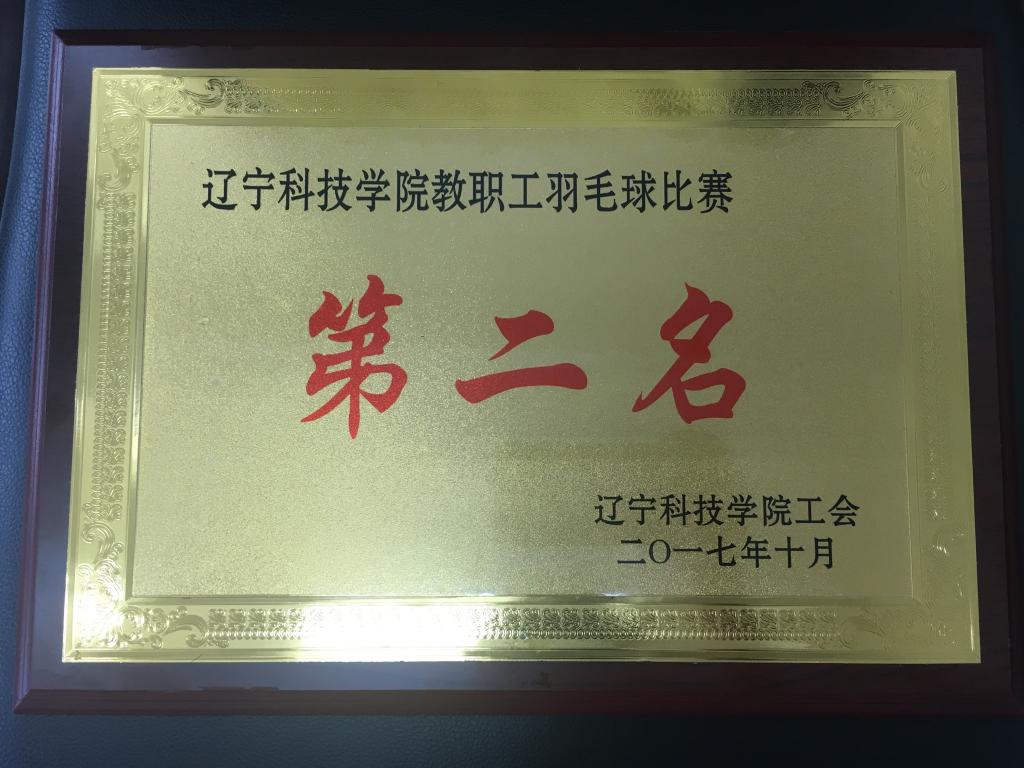 辽宁科技学院教职工羽毛球比赛
第二名
辽宁科技学院工会
二〇一七年十月